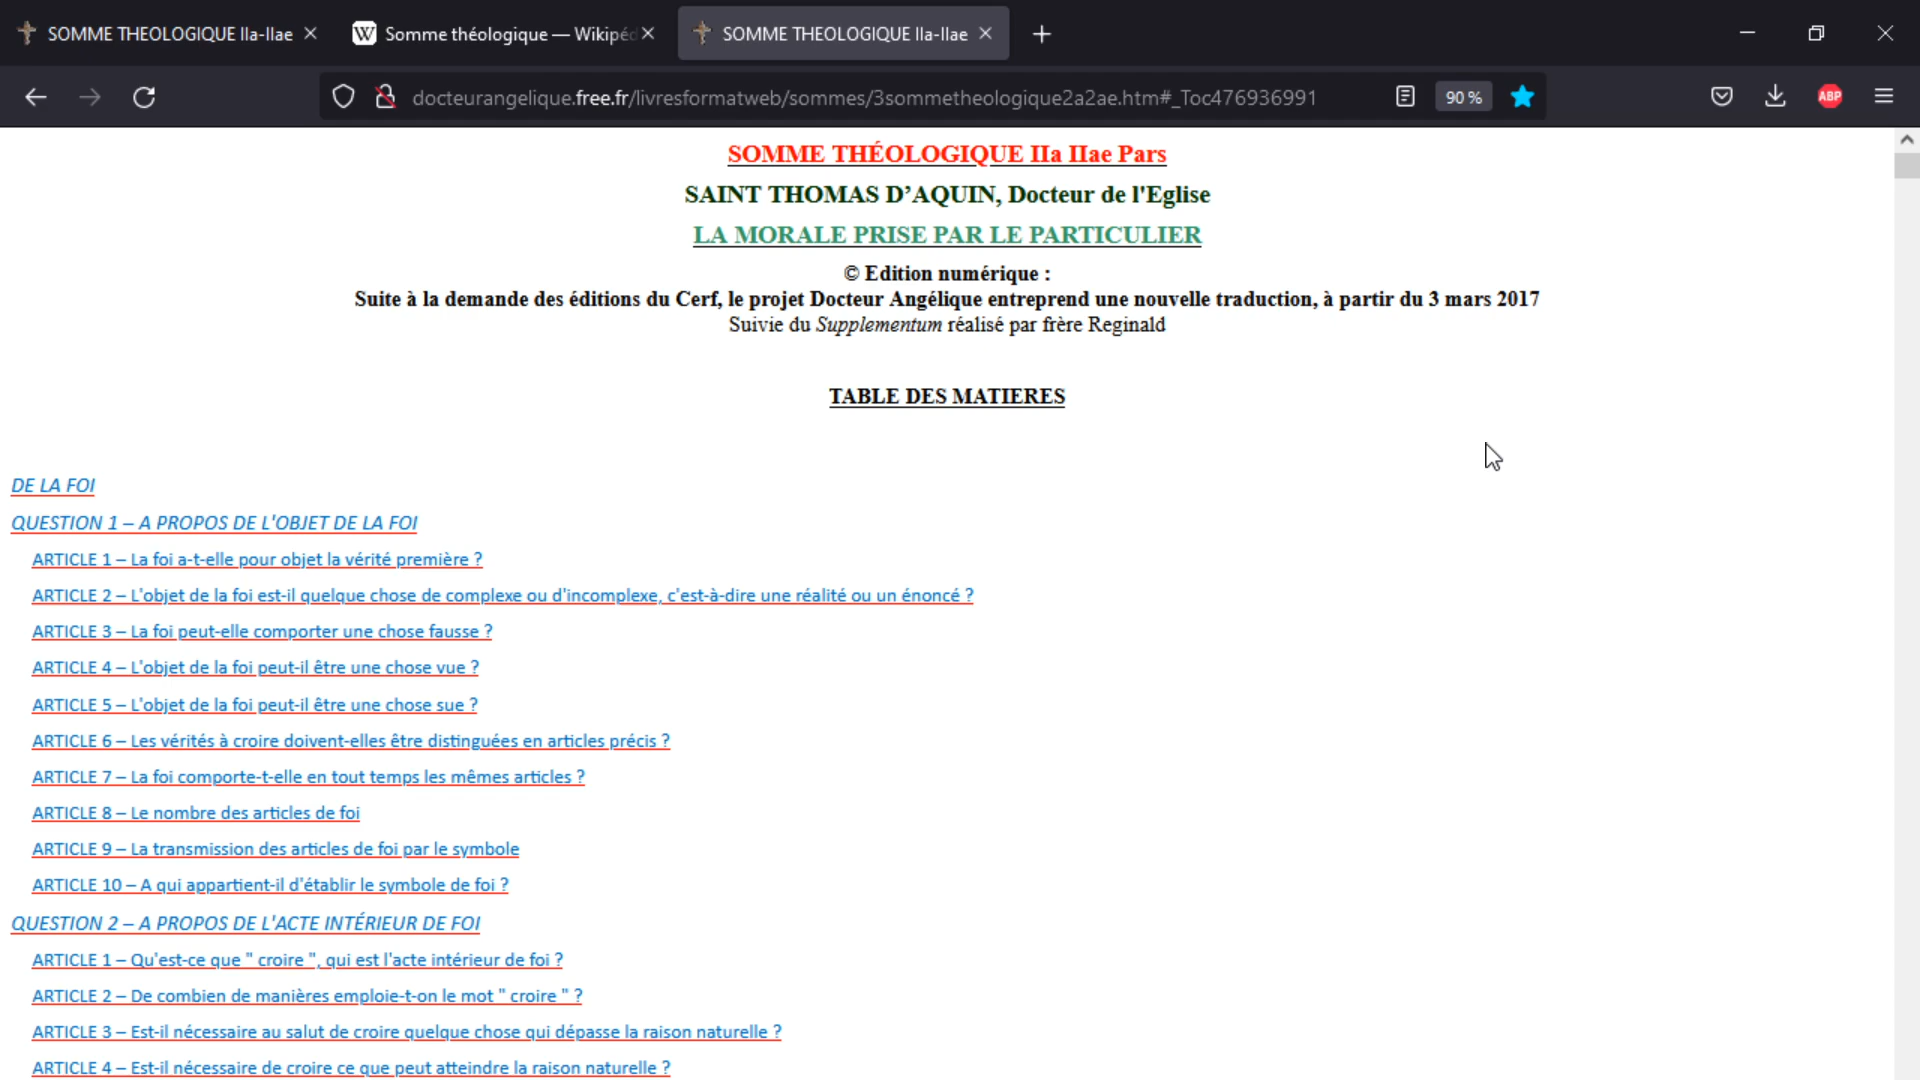 SOMME THEOLOGIQUE IIa-IIae
Somme théologique — Wikipéd
SOMME THEOLOGIQUE IIa-IIae
docteurangelique.free.fr/livresformatweb/sommes/3sommetheologique2a2ae.htm#_Toc476936991
90 %
ABP
SOMME THÉOLOGIQUE IIa IIae Pars
SAINT THOMAS D’AQUIN, Docteur de l'Eglise
LA MORALE PRISE PAR LE PARTICULIER
© Edition numérique :
Suite à la demande des éditions du Cerf, le projet Docteur Angélique entreprend une nouvelle traduction, à partir du 3 mars 2017
Suivie du Supplementum réalisé par frère Reginald
TABLE DES MATIERES
DE LA FOI
QUESTION 1 – A PROPOS DE L'OBJET DE LA FOI
ARTICLE 1 – La foi a-t-elle pour objet la vérité première ?
ARTICLE 2 – L'objet de la foi est-il quelque chose de complexe ou d'incomplexe, c'est-à-dire une réalité ou un énoncé ?
ARTICLE 3 – La foi peut-elle comporter une chose fausse ?
ARTICLE 4 – L'objet de la foi peut-il être une chose vue ?
ARTICLE 5 – L'objet de la foi peut-il être une chose sue ?
ARTICLE 6 – Les vérités à croire doivent-elles être distinguées en articles précis ?
ARTICLE 7 – La foi comporte-t-elle en tout temps les mêmes articles ?
ARTICLE 8 – Le nombre des articles de foi
ARTICLE 9 – La transmission des articles de foi par le symbole
ARTICLE 10 – A qui appartient-il d'établir le symbole de foi ?
QUESTION 2 – A PROPOS DE L'ACTE INTÉRIEUR DE FOI
ARTICLE 1 – Qu'est-ce que " croire ", qui est l'acte intérieur de foi ?
ARTICLE 2 – De combien de manières emploie-t-on le mot " croire " ?
ARTICLE 3 – Est-il nécessaire au salut de croire quelque chose qui dépasse la raison naturelle ?
ARTICLE 4 – Est-il nécessaire de croire ce que peut atteindre la raison naturelle ?